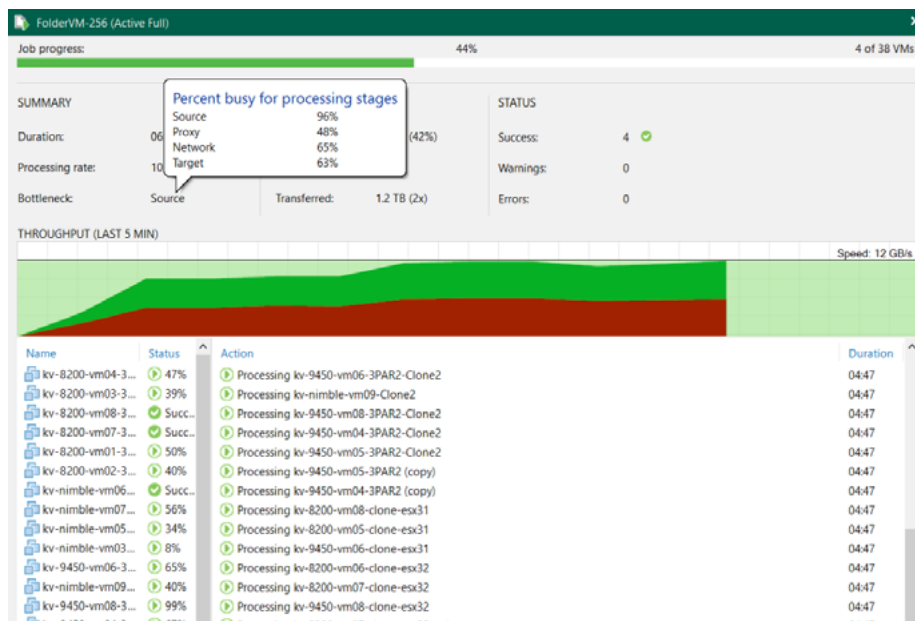 FolderVM-256 (Active Full)
Job progress: 44% 4 of 38 VMs
SUMMARY
STATUS
Percent busy for processing stages
Source 96%
Proxy 48%
Network 65%
Target 63%
Duration: 06 (42%) Success: 4
Processing rate: 10 Warnings: 0
Bottleneck: Source Transferred: 1.2 TB (2x) Errors: 0
THROUGHPUT (LAST 5 MIN)
Speed: 12 GB/s
Name Status Action Duration
kv-8200-vm04-3... 47% Processing kv-9450-vm06-3PAR2-Clone2 04:47
kv-8200-vm03-3... 39% Processing kv-nimble-vm09-Clone2 04:47
kv-8200-vm08-3... Succ... Processing kv-9450-vm08-3PAR2-Clone2 04:47
kv-8200-vm07-3... Succ... Processing kv-9450-vm04-3PAR2-Clone2 04:47
kv-8200-vm01-3... 50% Processing kv-9450-vm05-3PAR2-Clone2 04:47
kv-8200-vm02-3... 40% Processing kv-9450-vm05-3PAR2 (copy) 04:47
kv-nimble-vm06... Succ... Processing kv-9450-vm04-3PAR2 (copy) 04:47
kv-nimble-vm07... 56% Processing kv-8200-vm08-clone-esx31 04:47
kv-nimble-vm05... 34% Processing kv-8200-vm05-clone-esx31 04:47
kv-nimble-vm03... 8% Processing kv-9450-vm06-clone-esx31 04:47
kv-9450-vm06-3... 65% Processing kv-8200-vm06-clone-esx32 04:47
kv-nimble-vm09... 40% Processing kv-8200-vm07-clone-esx32 04:47
kv-9450-vm08-3... 99% Processing kv-9450-vm08-clone-esx32 04:47